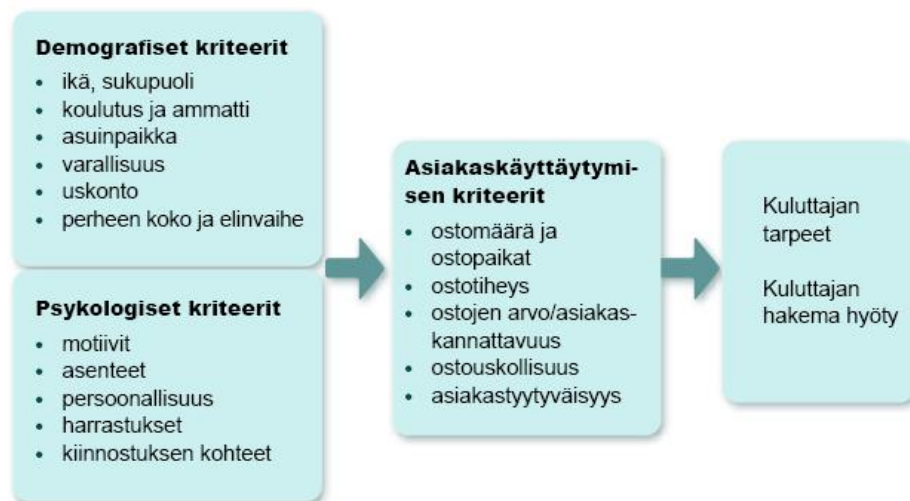 Demografiset kriteerit
• ikä, sukupuoli
• koulutus ja ammatti
• asuinpaikka
• varallisuus
• uskonto
• perheen koko ja elinvaihe
Psykologiset kriteerit
• motiivit
• asenteet
• persoonallisuus
• harrastukset
• kiinnostuksen kohteet
Asiakaskäyttäytymi-
sen kriteerit
• ostomäärä ja
ostopaikat
• ostotiheys
• ostojen arvo/asiakas-
kannattavuus
• ostouskollisuus
• asiakastyytyväisyys
Kuluttajan
tarpeet
Kuluttajan
hakema hyöty